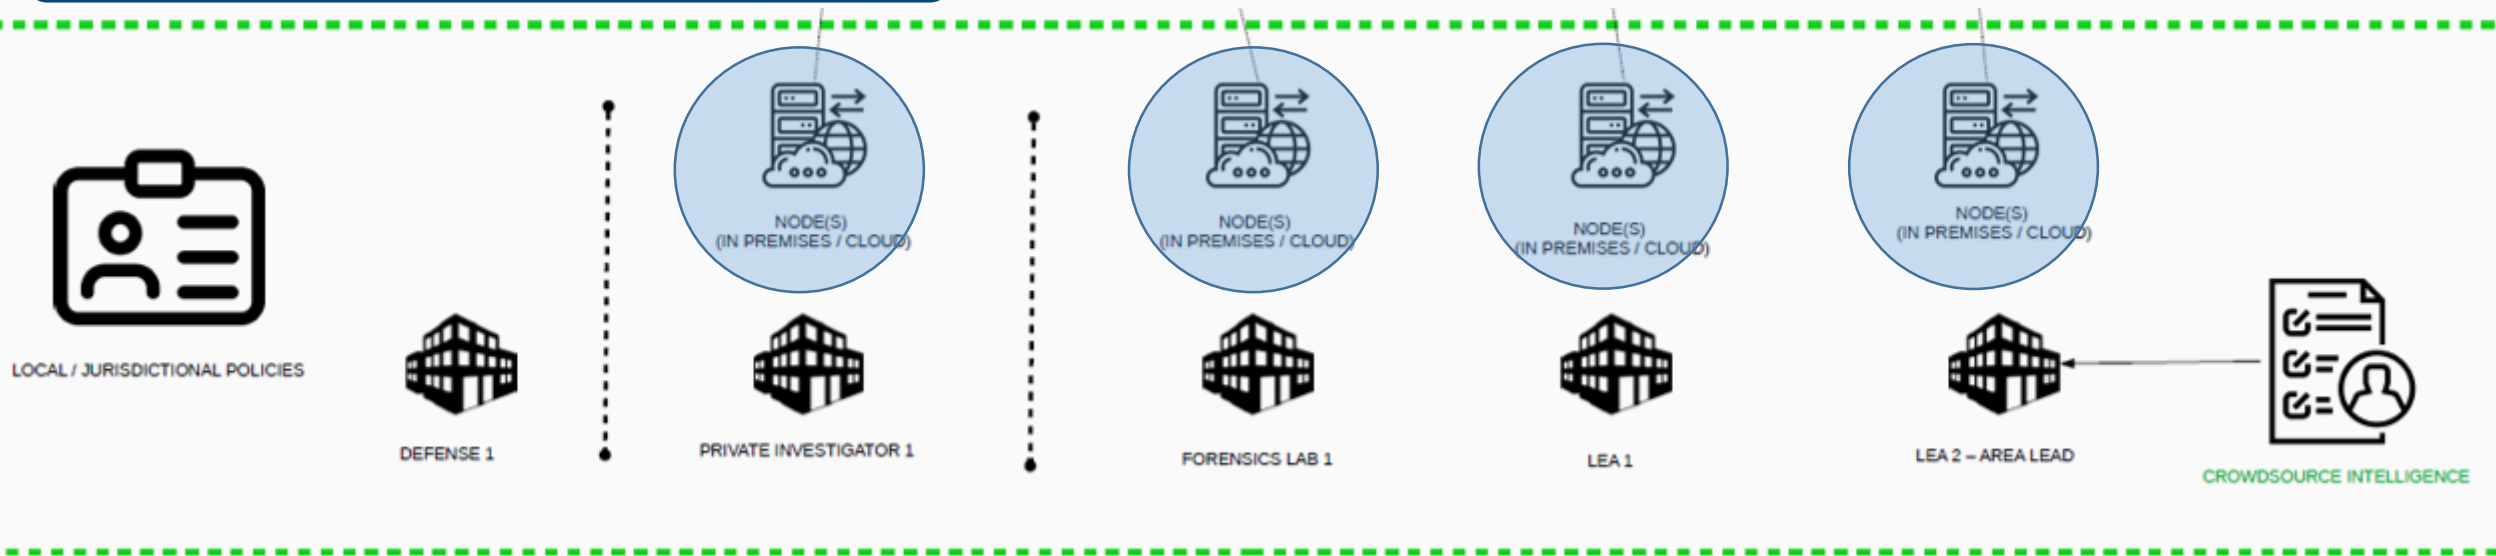 NODE(S)
(IN PREMISES / CLOUD)
NODE(S)
(IN PREMISES / CLOUD)
NODE(S)
(IN PREMISES / CLOUD)
NODE(S)
(IN PREMISES / CLOUD)
LOCAL / JURISDICTIONAL POLICIES
DEFENSE 1
PRIVATE INVESTIGATOR 1
FORENSICS LAB 1
LEA 1
LEA 2 – AREA LEAD
CROWDSOURCE INTELLIGENCE